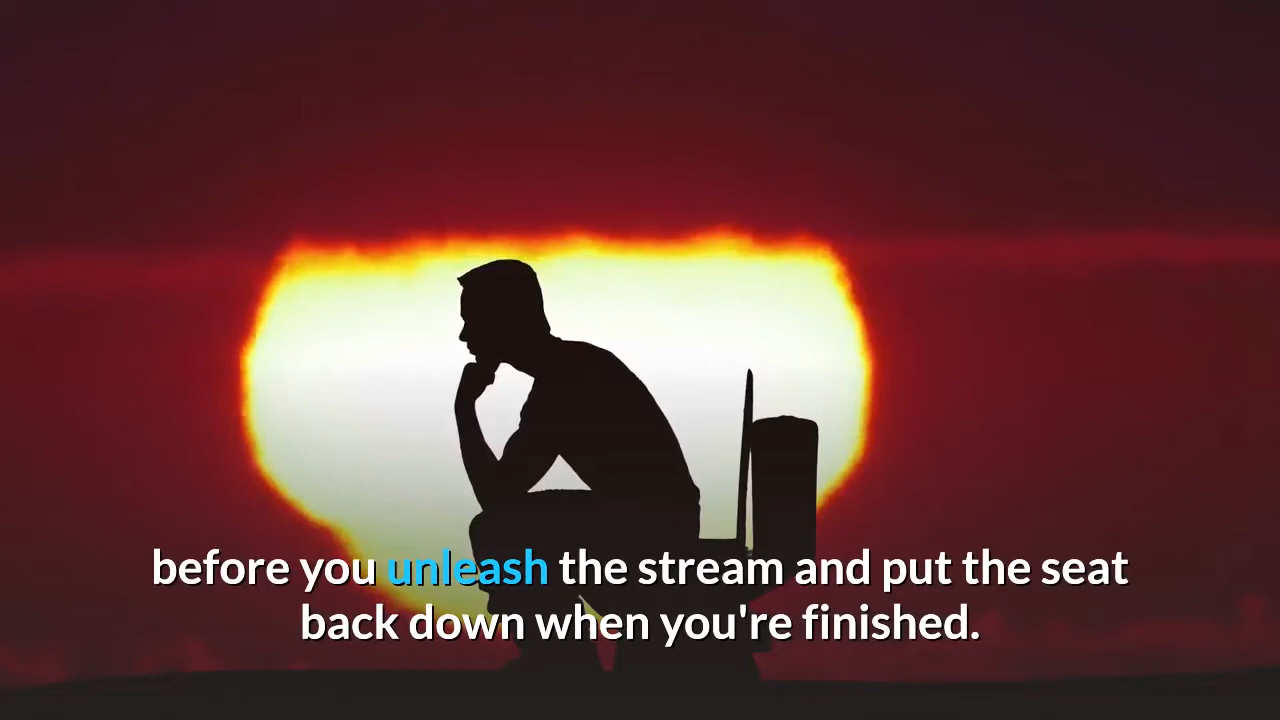 before you unleash the stream and put the seat
back down when you're finished.